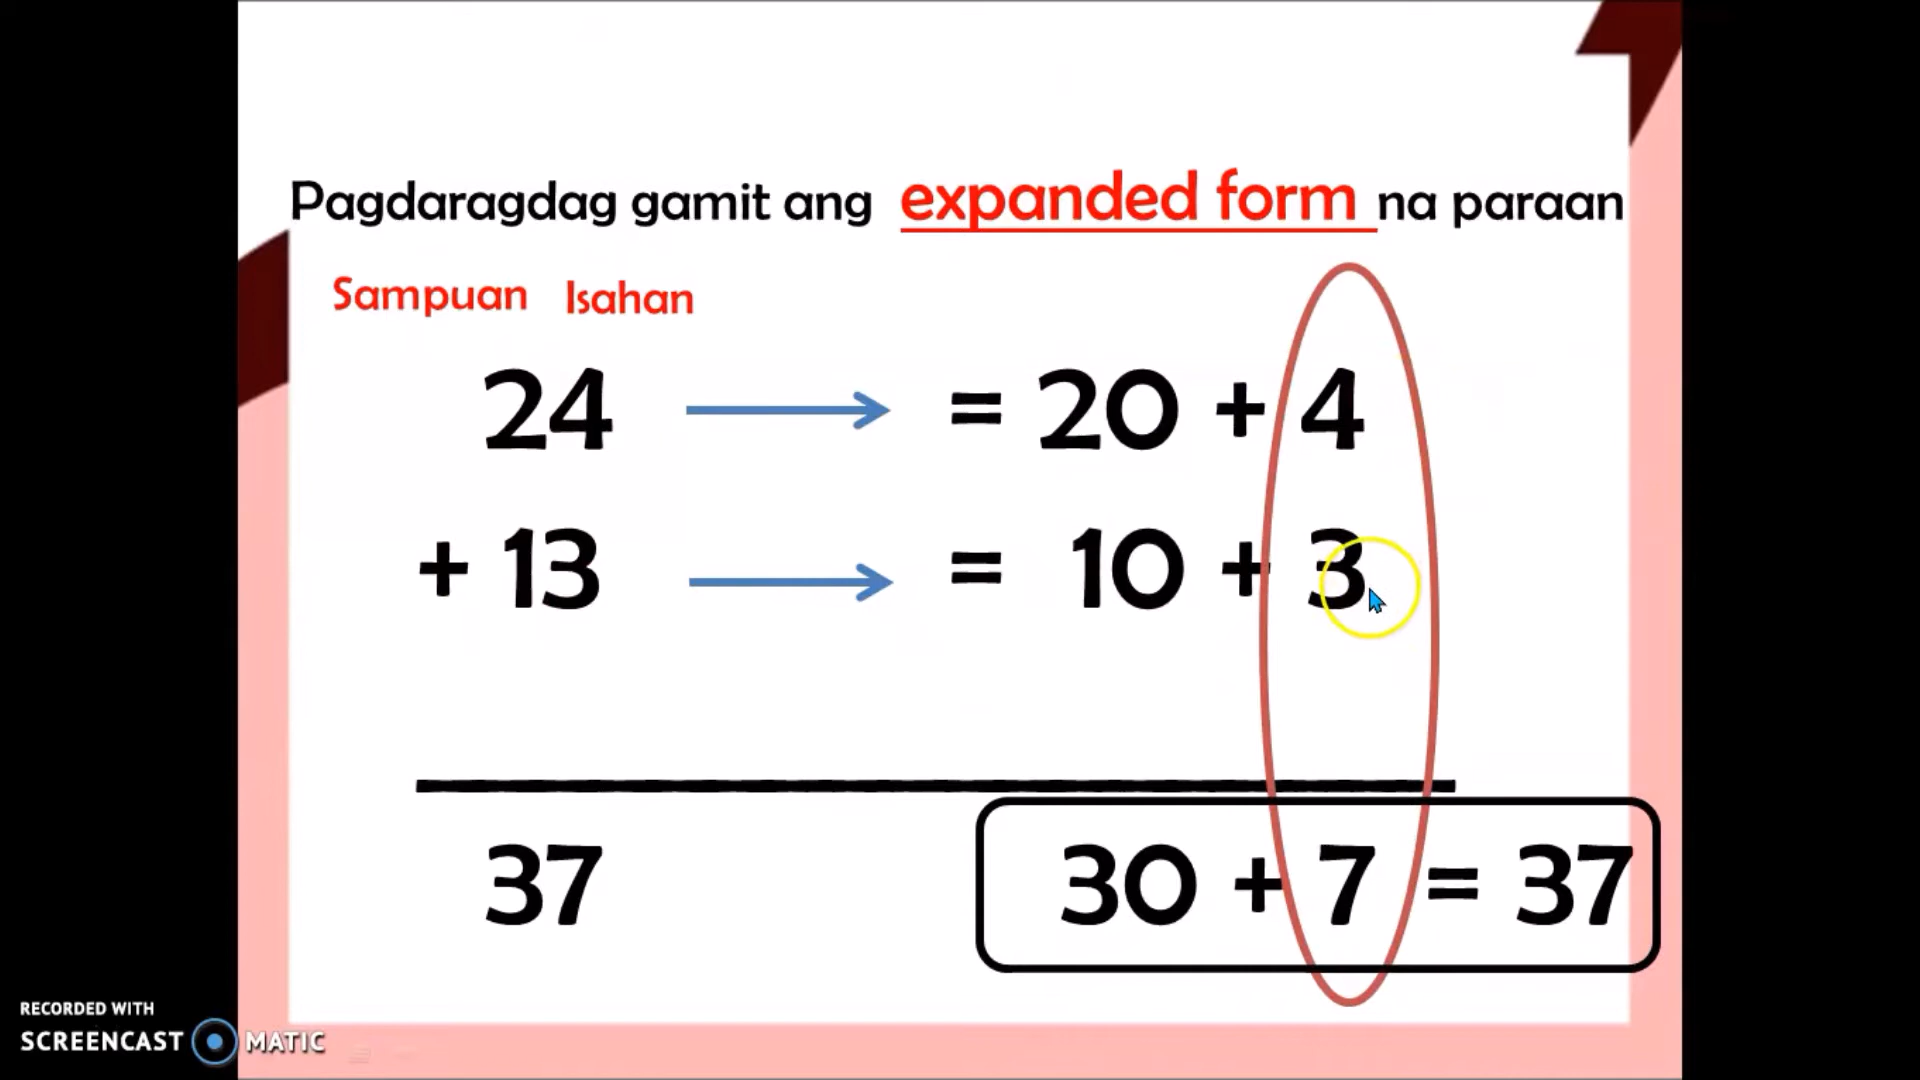 Pagdaragdag gamit ang expanded form na paraan
Sampuan Isahan
24 = 20 + 4
+ 13 = 10 + 3
37 30 + 7 = 37
RECORDED WITH
SCREENCAST MATIC